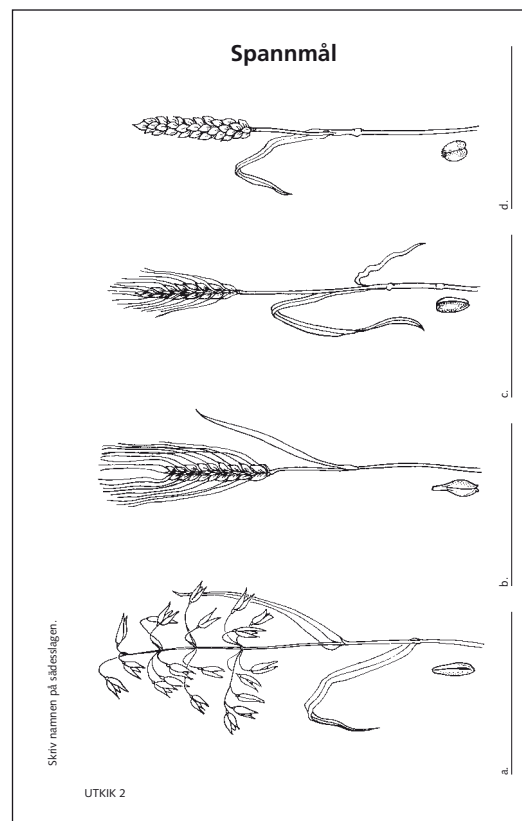 Spannmål
Skriv namnen på sädesslagen.
a.
b.
c.
d.
UTKIK 2